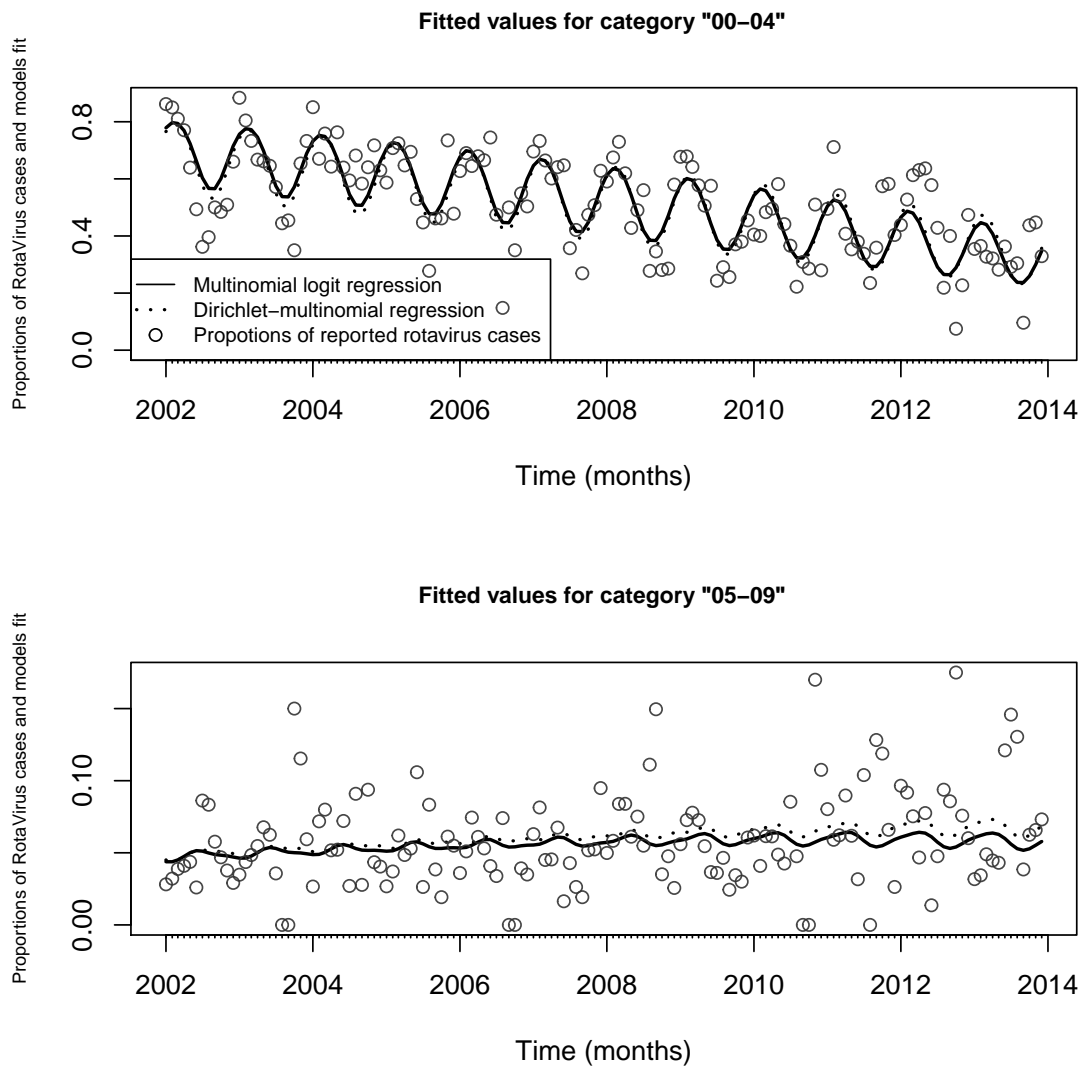 Fitted values for category "00−04"
Proportions of RotaVirus cases and models fit
0.8
0.4
0.0
Multinomial logit regression
Dirichlet−multinomial regression
Propotions of reported rotavirus cases
2002 2004 2006 2008 2010 2012 2014
Time (months)
Fitted values for category "05−09"
Proportions of RotaVirus cases and models fit
0.10
0.00
2002 2004 2006 2008 2010 2012 2014
Time (months)